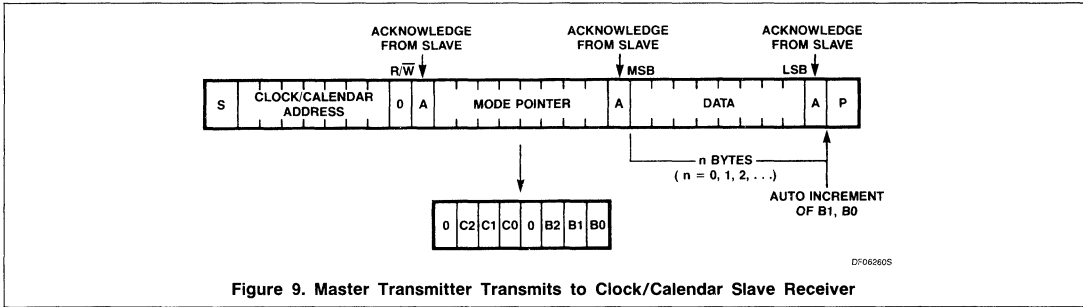 ACKNOWLEDGE
FROM SLAVE
ACKNOWLEDGE
FROM SLAVE
ACKNOWLEDGE
FROM SLAVE
R/W̅
MSB
LSB
S
CLOCK/CALENDAR
ADDRESS
0
A
MODE POINTER
A
DATA
A
P
n BYTES
( n = 0, 1, 2, . . .)
AUTO INCREMENT
OF B1, B0
0 C2 C1 C0 0 B2 B1 B0
DF06260S
Figure 9. Master Transmitter Transmits to Clock/Calendar Slave Receiver